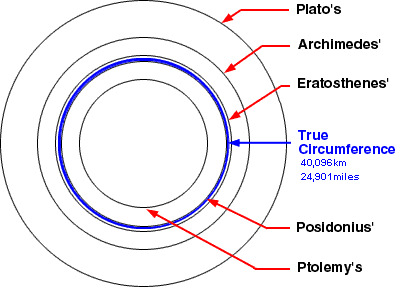 Plato's
Archimedes'
Eratosthenes'
True
Circumference
40,096km
24,901miles
Posidonius'
Ptolemy's